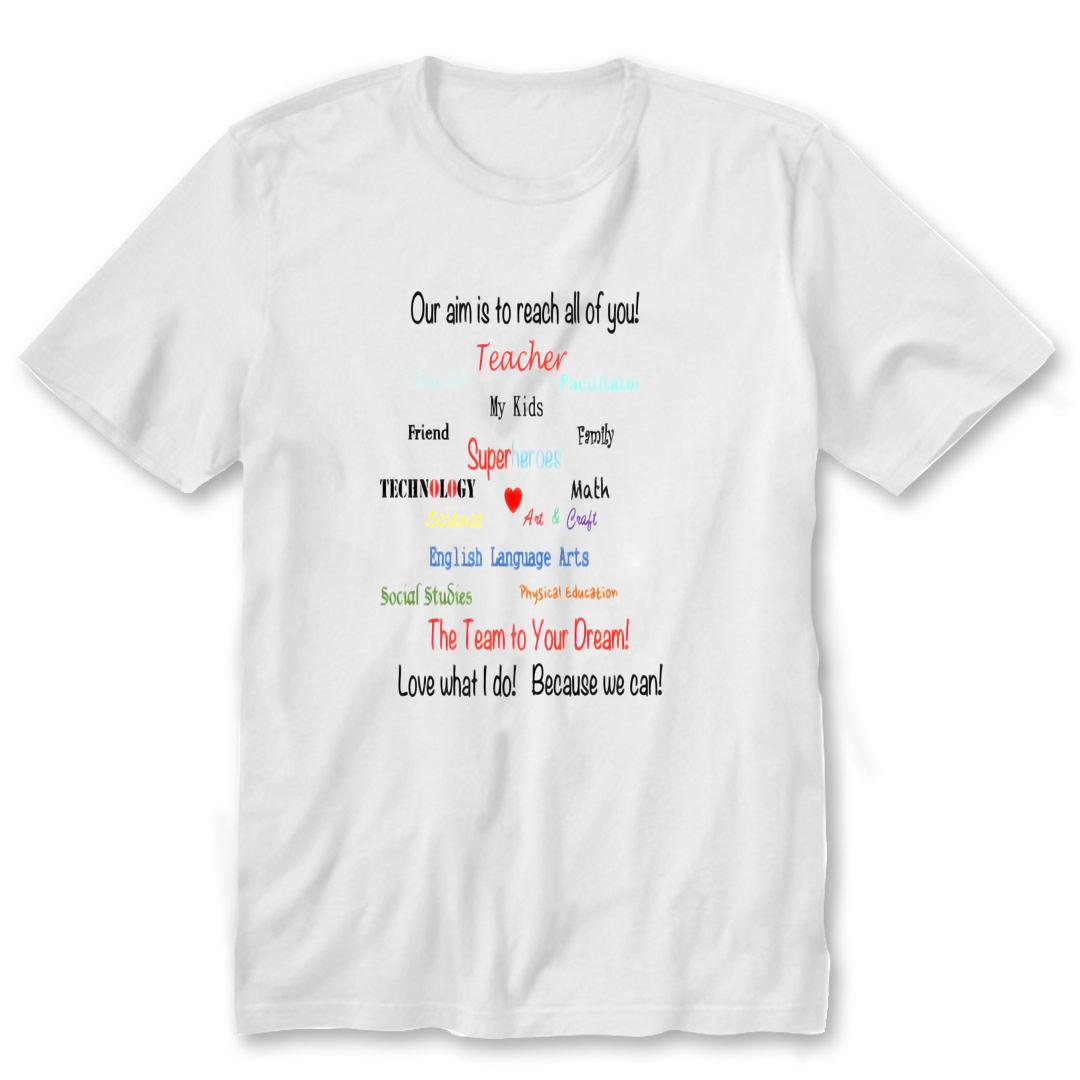 Our aim is to reach all of you!
Teacher
Facilitator
My Kids
Friend Family
Superheroes
TECHNOLOGY Math
Science Art & Craft
English Language Arts
Social Studies Physical Education
The Team to Your Dream!
Love what I do! Because we can!